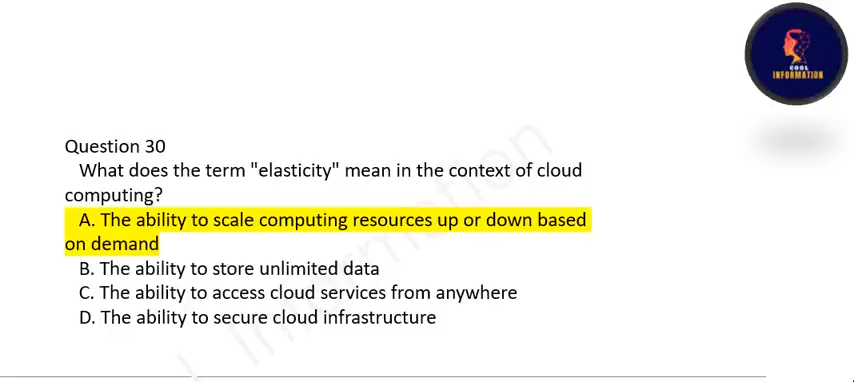 COOL
INFORMATION
Question 30
What does the term "elasticity" mean in the context of cloud
computing?
A. The ability to scale computing resources up or down based
on demand
B. The ability to store unlimited data
C. The ability to access cloud services from anywhere
D. The ability to secure cloud infrastructure
Information